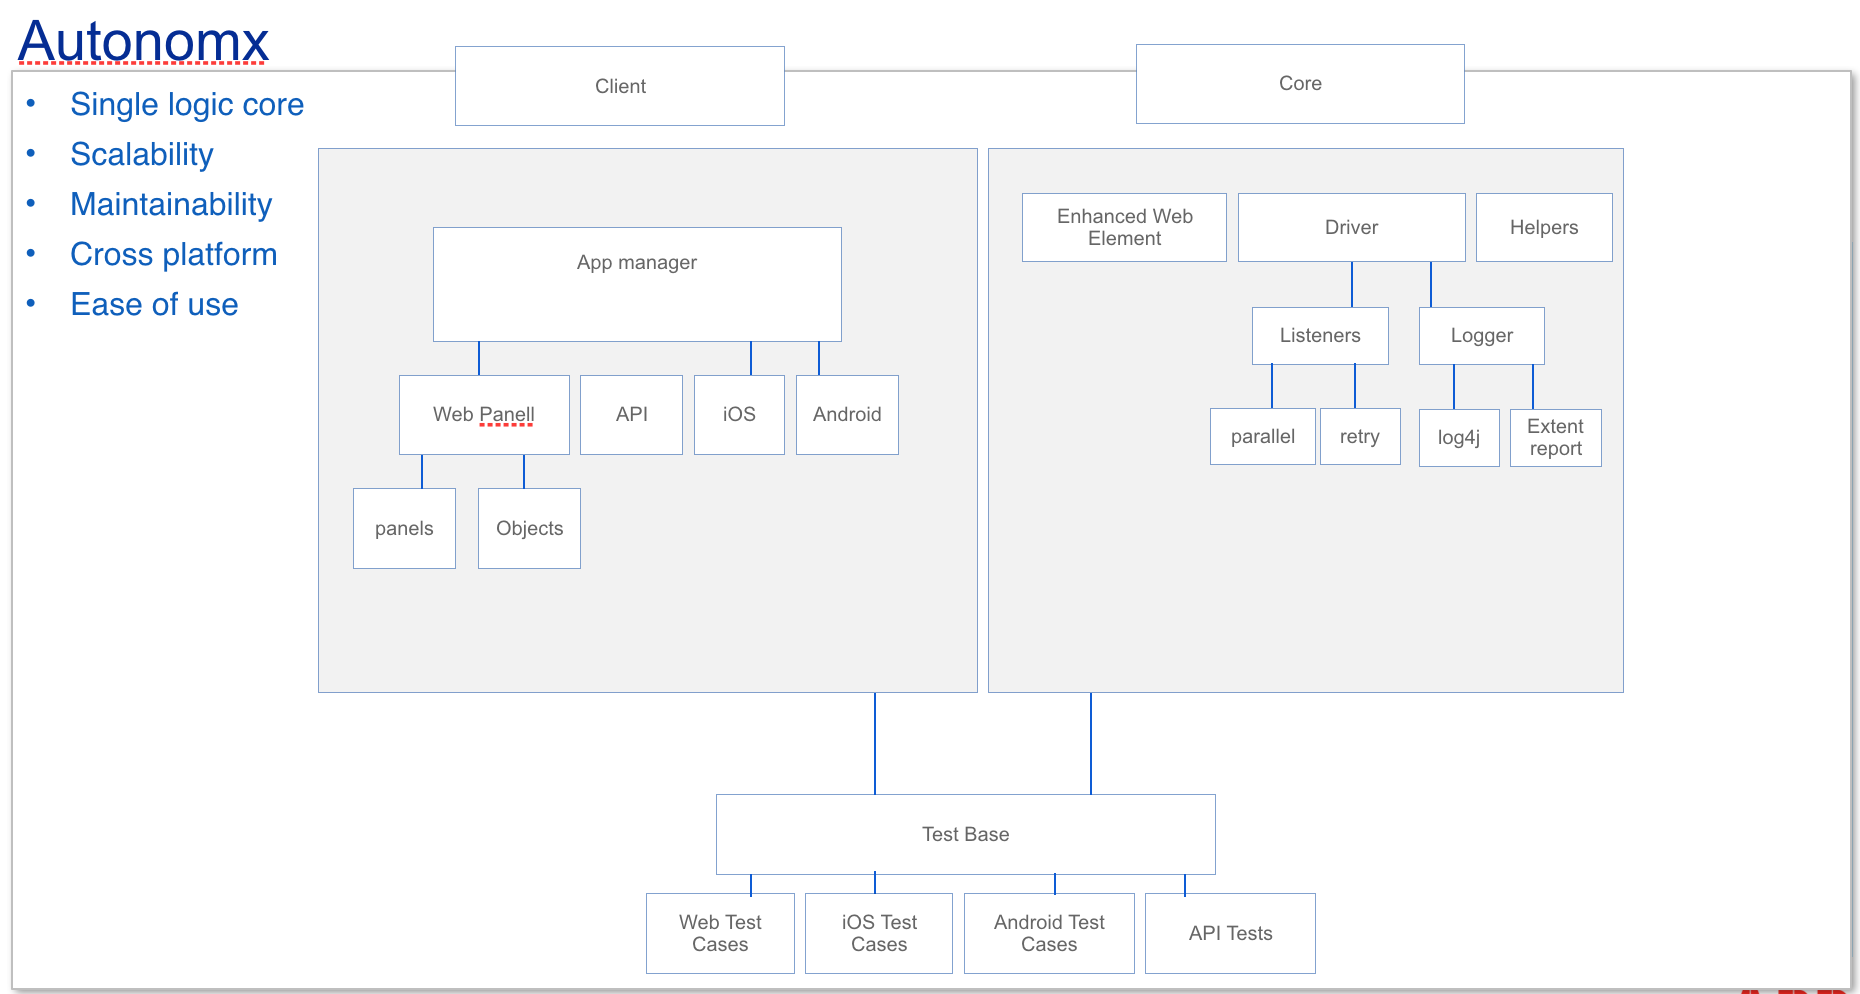 Autonomx
• Single logic core
• Scalability
• Maintainability
• Cross platform
• Ease of use
Client
Core
App manager
Web Panell
API
iOS
Android
panels
Objects
Enhanced Web
Element
Driver
Helpers
Listeners
Logger
parallel
retry
log4j
Extent
report
Test Base
Web Test
Cases
iOS Test
Cases
Android Test
Cases
API Tests